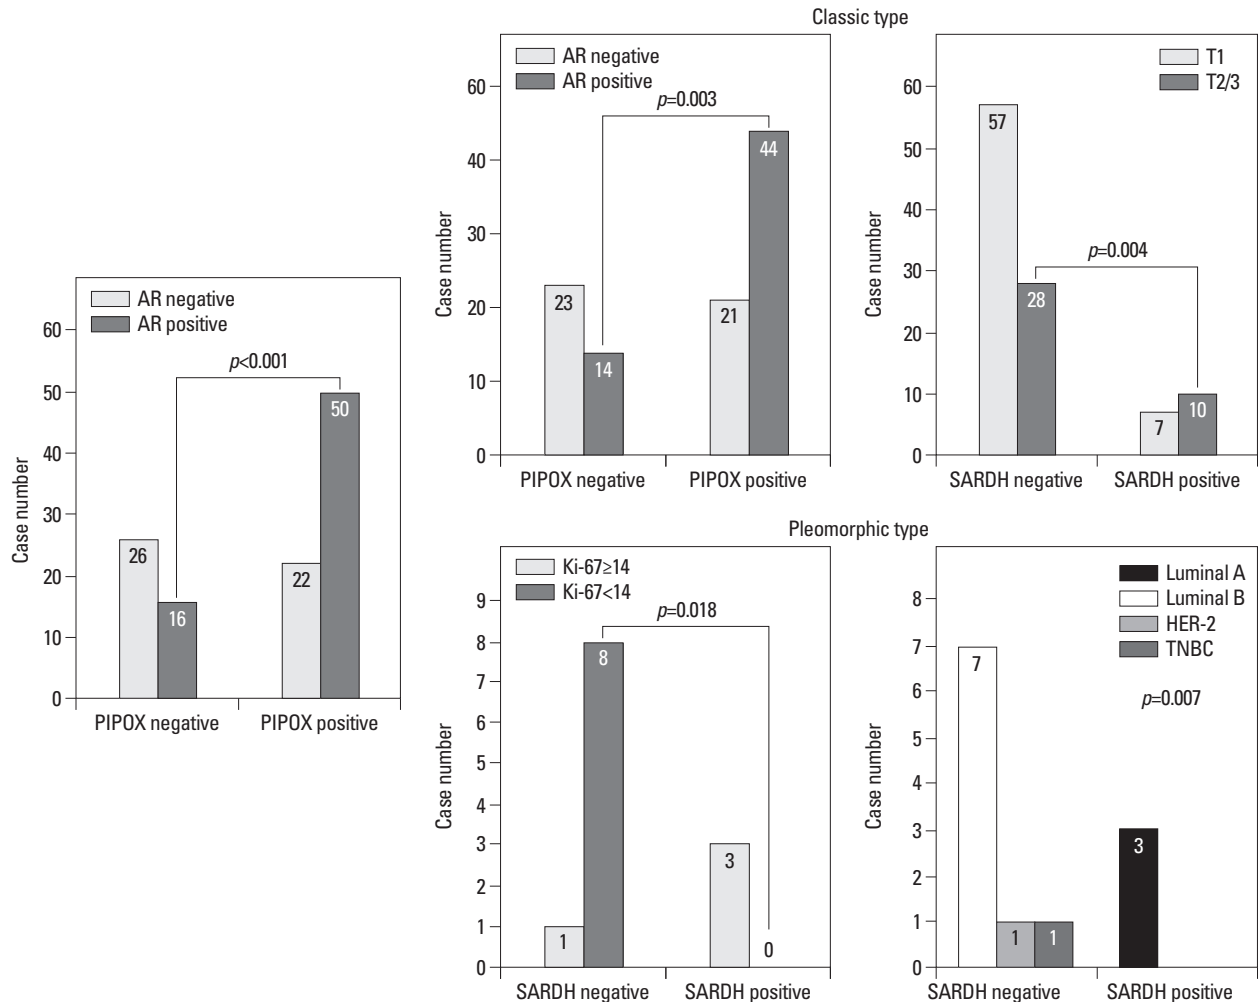 AR negative
AR positive
60
50
40
30
20
10
0
Case number
p<0.001
26
16
22
50
PIPOX negative
PIPOX positive
Classic type
AR negative
AR positive
60
50
40
30
20
10
0
Case number
p=0.003
23
14
21
44
PIPOX negative
PIPOX positive
T1
T2/3
60
50
40
30
20
10
0
Case number
p=0.004
57
28
7
10
SARDH negative
SARDH positive
Pleomorphic type
Ki-67≥14
Ki-67<14
9
8
7
6
5
4
3
2
1
0
Case number
p=0.018
1
8
3
0
SARDH negative
SARDH positive
Luminal A
Luminal B
HER-2
TNBC
8
7
6
5
4
3
2
1
0
Case number
p=0.007
7
1
1
3
SARDH negative
SARDH positive